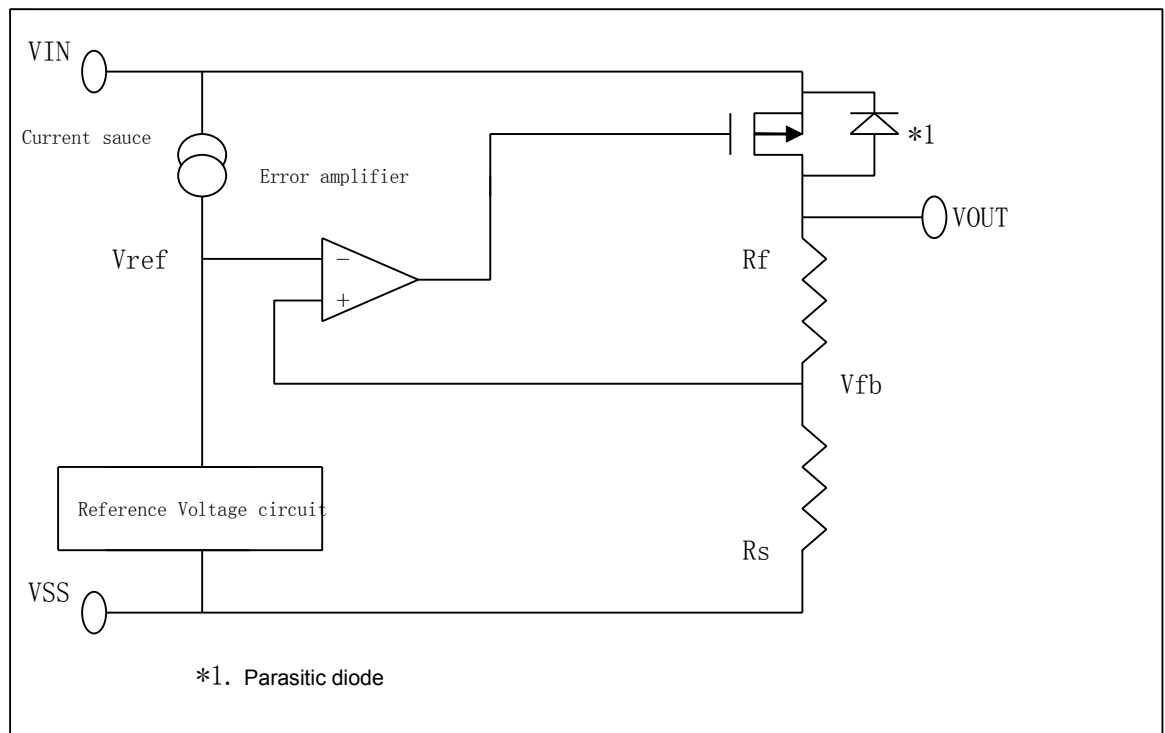 VIN
Current sauce
*1
Error amplifier
VOUT
Vref
−
Rf
+
Vfb
Reference Voltage circuit
Rs
VSS
*1. Parasitic diode